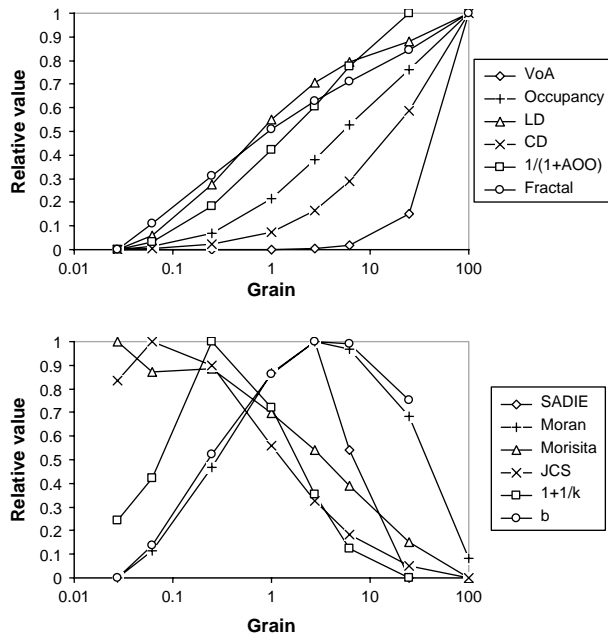 1
0.9
0.8
0.7
0.6
0.5
0.4
0.3
0.2
0.1
0
Relative value
0.01 0.1 1 10 100
Grain
VoA
Occupancy
LD
CD
1/(1+AOO)
Fractal
1
0.9
0.8
0.7
0.6
0.5
0.4
0.3
0.2
0.1
0
Relative value
0.01 0.1 1 10 100
Grain
SADIE
Moran
Morisita
JCS
1+1/k
b